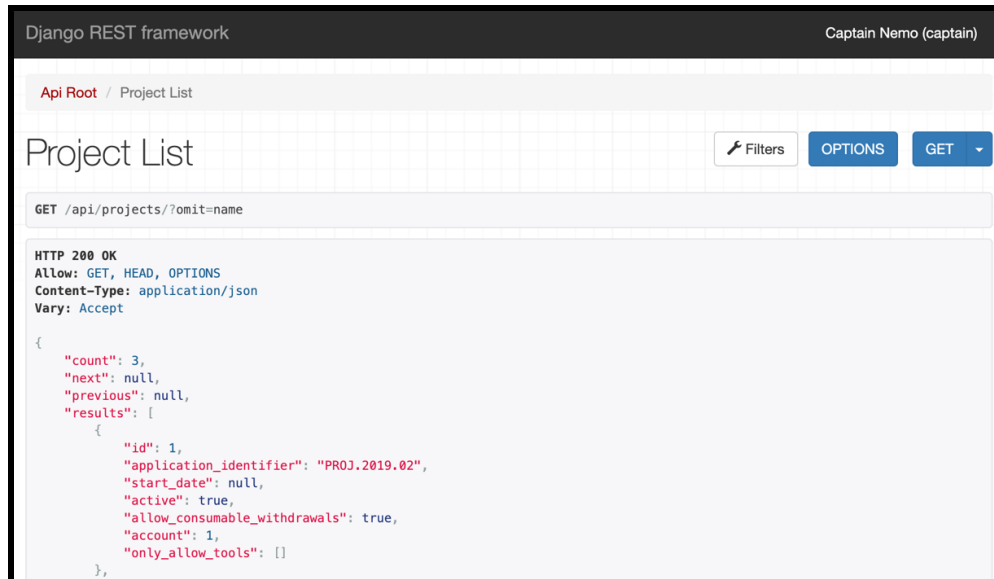 Django REST framework Captain Nemo (captain)
Api Root / Project List
Project List Filters OPTIONS GET
GET /api/projects/?omit=name
HTTP 200 OK
Allow: GET, HEAD, OPTIONS
Content-Type: application/json
Vary: Accept
{
    "count": 3,
    "next": null,
    "previous": null,
    "results": [
        {
            "id": 1,
            "application_identifier": "PROJ.2019.02",
            "start_date": null,
            "active": true,
            "allow_consumable_withdrawals": true,
            "account": 1,
            "only_allow_tools": []
        },